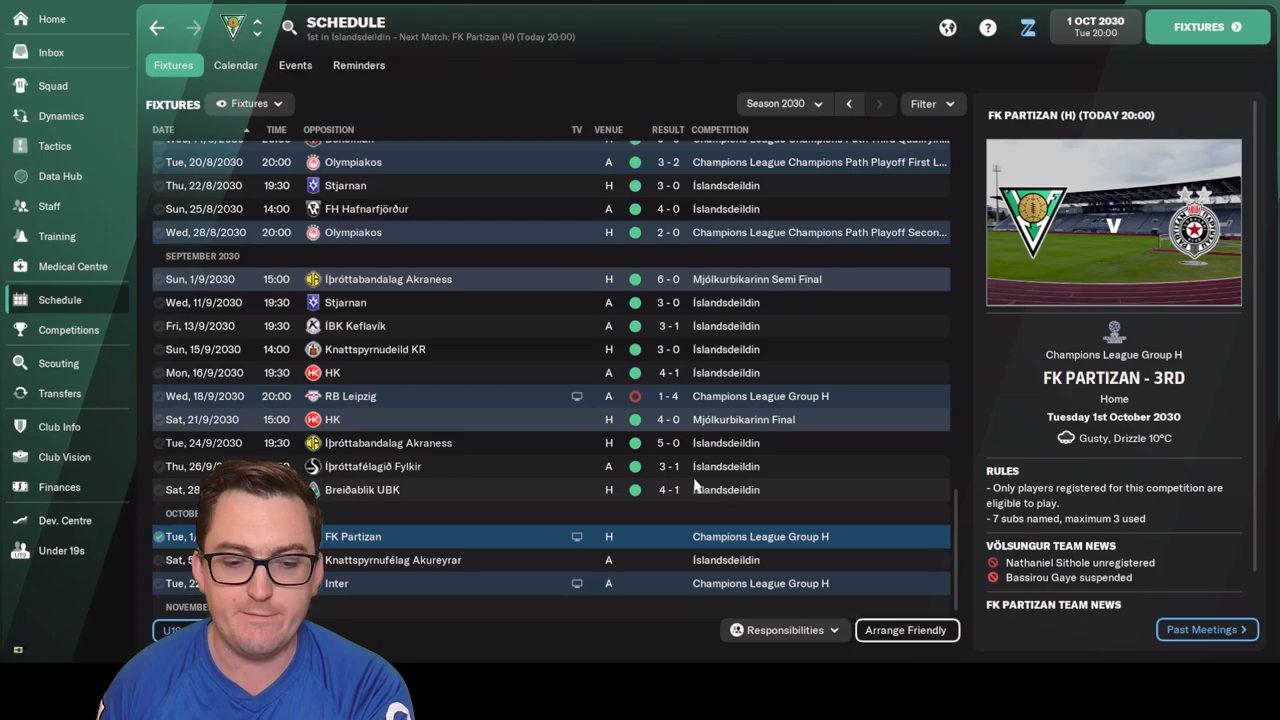 Home
Inbox
Squad
Dynamics
Tactics
Data Hub
Staff
Training
Medical Centre
Schedule
Competitions
Scouting
Transfers
Club Info
Club Vision
Finances
Dev. Centre
Under 19s
SCHEDULE
1st in Íslandsdeildin - Next Match: FK Partizan (H) (Today 20:00)
1 OCT 2030
Tue 20:00
FIXTURES
Fixtures Calendar Events Reminders
FIXTURES Fixtures Season 2030 Filter
DATE TIME OPPOSITION TV VENUE RESULT COMPETITION
Tue, 20/8/2030 20:00 Olympiakos A 3 - 2 Champions League Champions Path Playoff First L...
Thu, 22/8/2030 19:30 Stjarnan H 3 - 0 Íslandsdeildin
Sun, 25/8/2030 14:00 FH Hafnarfjörður A 4 - 0 Íslandsdeildin
Wed, 28/8/2030 20:00 Olympiakos H 2 - 0 Champions League Champions Path Playoff Secon...
SEPTEMBER 2030
Sun, 1/9/2030 15:00 Íþróttabandalag Akraness H 6 - 0 Mjólkurbikarinn Semi Final
Wed, 11/9/2030 19:30 Stjarnan A 3 - 0 Íslandsdeildin
Fri, 13/9/2030 19:30 ÍBK Keflavík A 3 - 1 Íslandsdeildin
Sun, 15/9/2030 14:00 Knattspyrnudeild KR H 3 - 0 Íslandsdeildin
Mon, 16/9/2030 19:30 HK A 4 - 1 Íslandsdeildin
Wed, 18/9/2030 20:00 RB Leipzig A 1 - 4 Champions League Group H
Sat, 21/9/2030 15:00 HK H 4 - 0 Mjólkurbikarinn Final
Tue, 24/9/2030 19:30 Íþróttabandalag Akraness H 5 - 0 Íslandsdeildin
Thu, 26/9 Íþróttafélagið Fylkir A 3 - 1 Íslandsdeildin
Sat, 28 Breiðablik UBK H 4 - 1 Íslandsdeildin
OCTOB
Tue, 1/ FK Partizan H Champions League Group H
Sat, 5 Knattspyrnufélag Akureyrar A Íslandsdeildin
Tue, 22 Inter A Champions League Group H
NOVEMBER
U19
Responsibilities Arrange Friendly
FK PARTIZAN (H) (TODAY 20:00)
V
Champions League Group H
FK PARTIZAN - 3RD
Home
Tuesday 1st October 2030
Gusty, Drizzle 10°C
RULES
- Only players registered for this competition are
eligible to play.
- 7 subs named, maximum 3 used
VÖLSUNGUR TEAM NEWS
Nathaniel Sithole unregistered
Bassirou Gaye suspended
FK PARTIZAN TEAM NEWS
Past Meetings